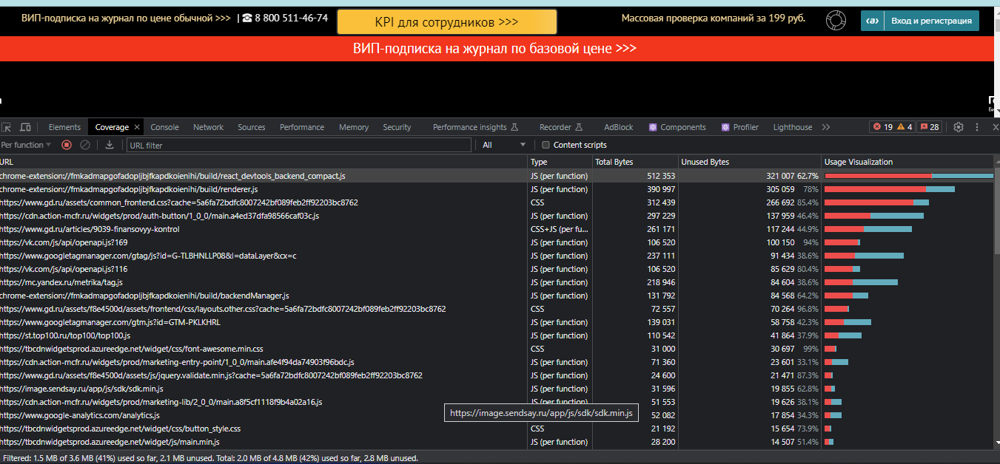 ВИП-подписка на журнал по цене обычной >>> | ☎ 8 800 511-46-74 KPI для сотрудников >>> Массовая проверка компаний за 199 руб. Вход и регистрация
ВИП-подписка на журнал по базовой цене >>>
Elements Coverage × Console Network Sources Performance Memory Security Performance insights Recorder AdBlock Components Profiler Lighthouse >> 19 4 28
Per function URL filter All Content scripts
URL Type Total Bytes Unused Bytes Usage Visualization
chrome-extension://fmkadmapgofadopljbjfkapdkoienihi/build/react_devtools_backend_compact.js JS (per function) 512 353 321 007 62.7%
chrome-extension://fmkadmapgofadopljbjfkapdkoienihi/build/renderer.js JS (per function) 390 997 305 059 78%
https://www.gd.ru/assets/common_frontend.css?cache=5a6fa72bdfc8007242bf089feb2ff92203bc8762 CSS 312 439 266 692 85.4%
https://cdn.action-mcfr.ru/widgets/prod/auth-button/1_0_0/main.a4ed37dfa98566caf03c.js JS (per function) 297 229 137 959 46.4%
https://www.gd.ru/articles/9039-finansovyy-kontrol CSS+JS (per fu... 261 171 117 244 44.9%
https://vk.com/js/api/openapi.js?169 JS (per function) 106 520 100 150 94%
https://www.googletagmanager.com/gtag/js?id=G-TLBHNLLP08&l=dataLayer&cx=c JS (per function) 237 111 91 434 38.6%
https://vk.com/js/api/openapi.js?116 JS (per function) 106 520 85 629 80.4%
https://mc.yandex.ru/metrika/tag.js JS (per function) 218 946 84 604 38.6%
chrome-extension://fmkadmapgofadopljbjfkapdkoienihi/build/backendManager.js JS (per function) 131 792 84 568 64.2%
https://www.gd.ru/assets/f8e4500d/assets/frontend/css/layouts.other.css?cache=5a6fa72bdfc8007242bf089feb2ff92203bc8762 CSS 72 557 70 264 96.8%
https://www.googletagmanager.com/gtm.js?id=GTM-PKLKHRL JS (per function) 139 031 58 758 42.3%
https://st.top100.ru/top100/top100.js JS (per function) 110 542 41 864 37.9%
https://tbcdnwidgetsprod.azureedge.net/widget/css/font-awesome.min.css CSS 31 000 30 697 99%
https://cdn.action-mcfr.ru/widgets/prod/marketing-entry-point/1_0_0/main.afe4f94da74903f96bdc.js JS (per function) 71 360 23 601 33.1%
https://www.gd.ru/assets/f8e4500d/assets/js/jquery.validate.min.js?cache=5a6fa72bdfc8007242bf089feb2ff92203bc8762 JS (per function) 24 600 21 471 87.3%
https://image.sendsay.ru/app/js/sdk/sdk.min.js JS (per function) 31 596 19 855 62.8%
https://cdn.action-mcfr.ru/widgets/prod/marketing-lib/2_0_0/main.a8f5cf1118f9b4a02a16.js JS (per function) 51 553 19 626 38.1%
https://www.google-analytics.com/analytics.js 52 082 17 854 34.3%
https://image.sendsay.ru/app/js/sdk/sdk.min.js
https://tbcdnwidgetsprod.azureedge.net/widget/css/button_style.css CSS 21 192 15 654 73.9%
https://tbcdnwidgetsprod.azureedge.net/widget/js/main.min.js JS (per function) 28 200 14 507 51.4%
Filtered: 1.5 MB of 3.6 MB (41%) used so far, 2.1 MB unused. Total: 2.0 MB of 4.8 MB (42%) used so far, 2.8 MB unused.